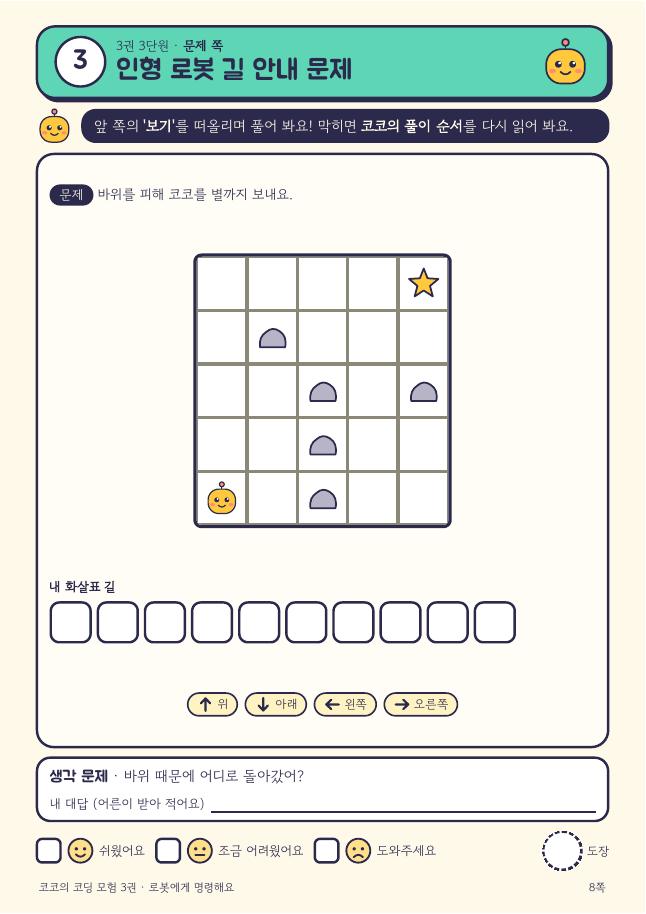 3
3권 3단원 · 문제 쪽
인형 로봇 길 안내 문제
앞 쪽의 '보기'를 떠올리며 풀어 봐요! 막히면 코코의 풀이 순서를 다시 읽어 봐요.
문제 바위를 피해 코코를 별까지 보내요.
내 화살표 길
↑ 위 ↓ 아래 ← 왼쪽 → 오른쪽
생각 문제 · 바위 때문에 어디로 돌아갔어?
내 대답 (어른이 받아 적어요)
쉬웠어요 조금 어려웠어요 도와주세요 도장
코코의 코딩 모험 3권 · 로봇에게 명령해요 8쪽